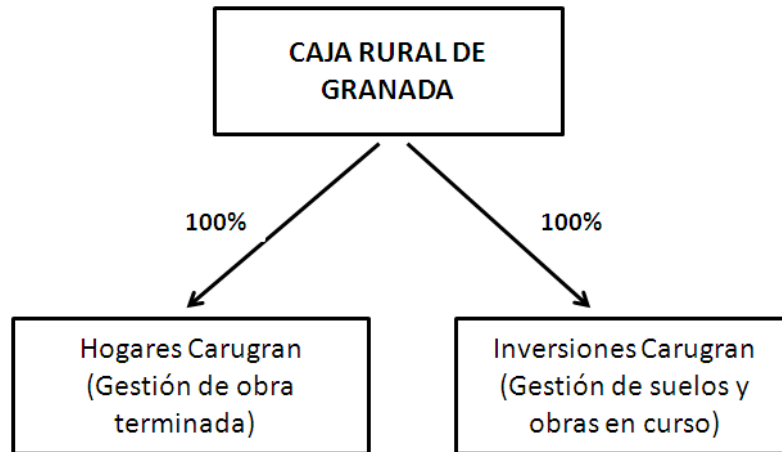 CAJA RURAL DE
GRANADA
100%
100%
Hogares Carugran
(Gestión de obra
terminada)
Inversiones Carugran
(Gestión de suelos y
obras en curso)